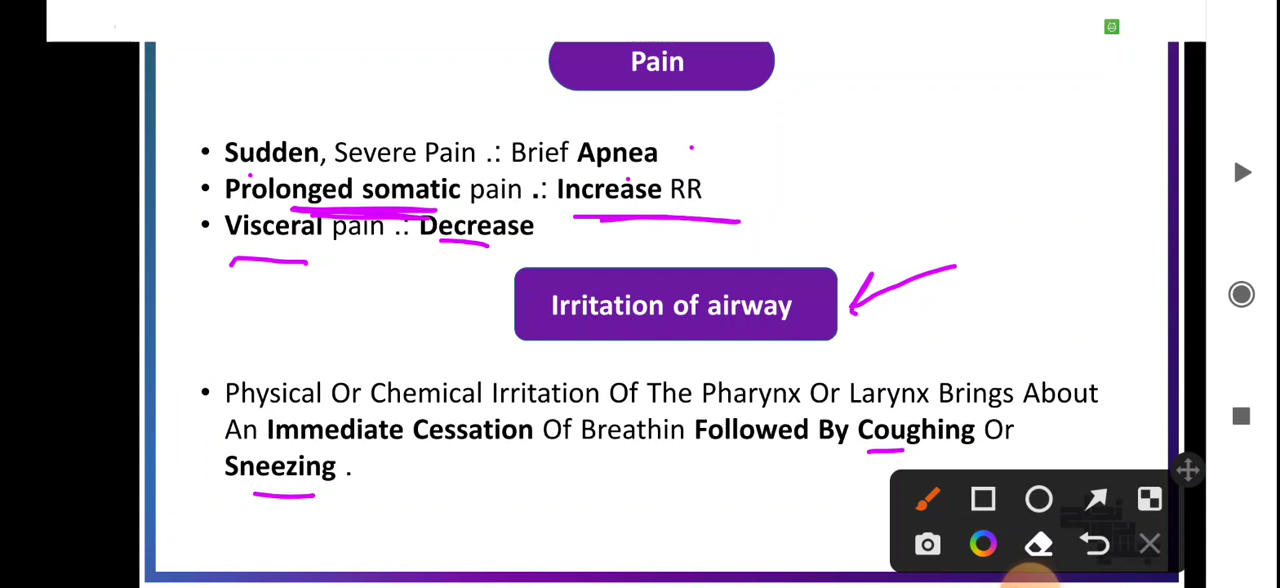 Pain
• Sudden, Severe Pain .: Brief Apnea
• Prolonged somatic pain .: Increase RR
• Visceral pain .: Decrease
Irritation of airway
• Physical Or Chemical Irritation Of The Pharynx Or Larynx Brings About
An Immediate Cessation Of Breathin Followed By Coughing Or
Sneezing .